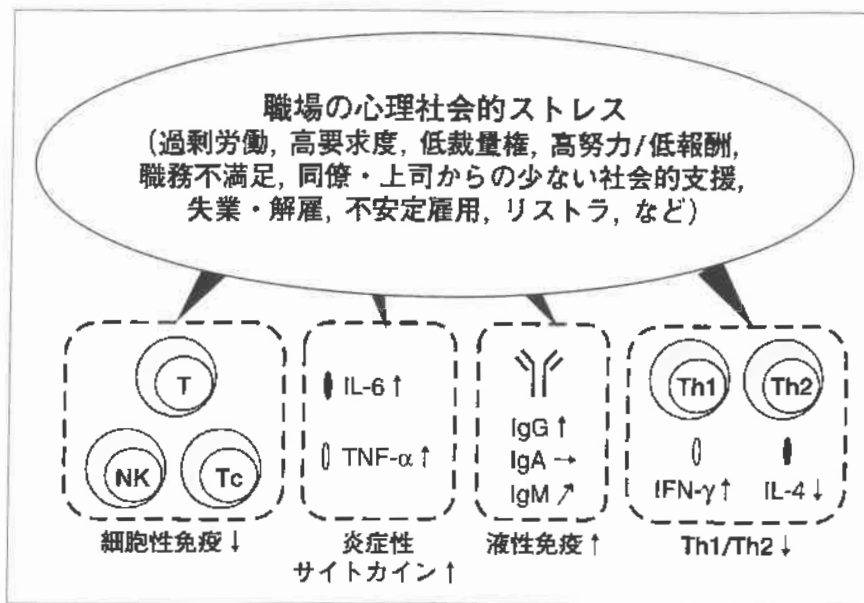 職場の心理社会的ストレス
(過剰労働, 高要求度, 低裁量権, 高努力/低報酬,
職務不満足, 同僚・上司からの少ない社会的支援,
失業・解雇, 不安定雇用, リストラ, など)
T
NK
Tc
細胞性免疫↓
IL-6↑
TNF-α↑
炎症性
サイトカイン↑
IgG↑
IgA→
IgM↗
液性免疫↑
Th1
Th2
IFN-γ↑
IL-4↓
Th1/Th2↓